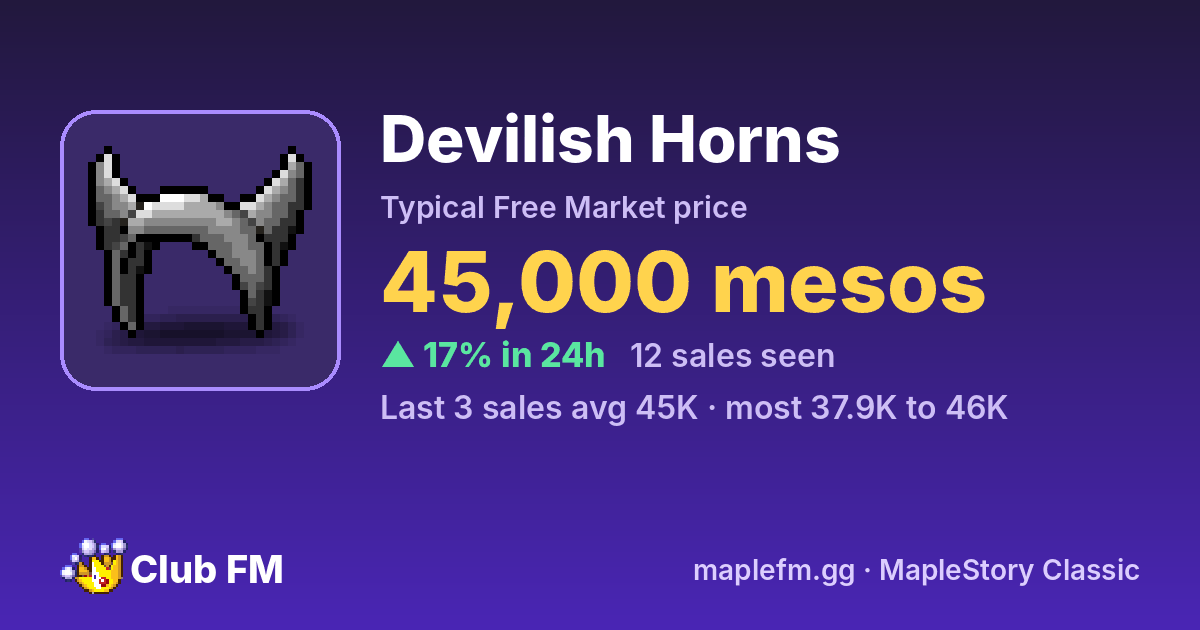 Devilish Horns
Typical Free Market price
45,000 mesos
▲ 17% in 24h 12 sales seen
Last 3 sales avg 45K · most 37.9K to 46K
Club FM
maplefm.gg · MapleStory Classic